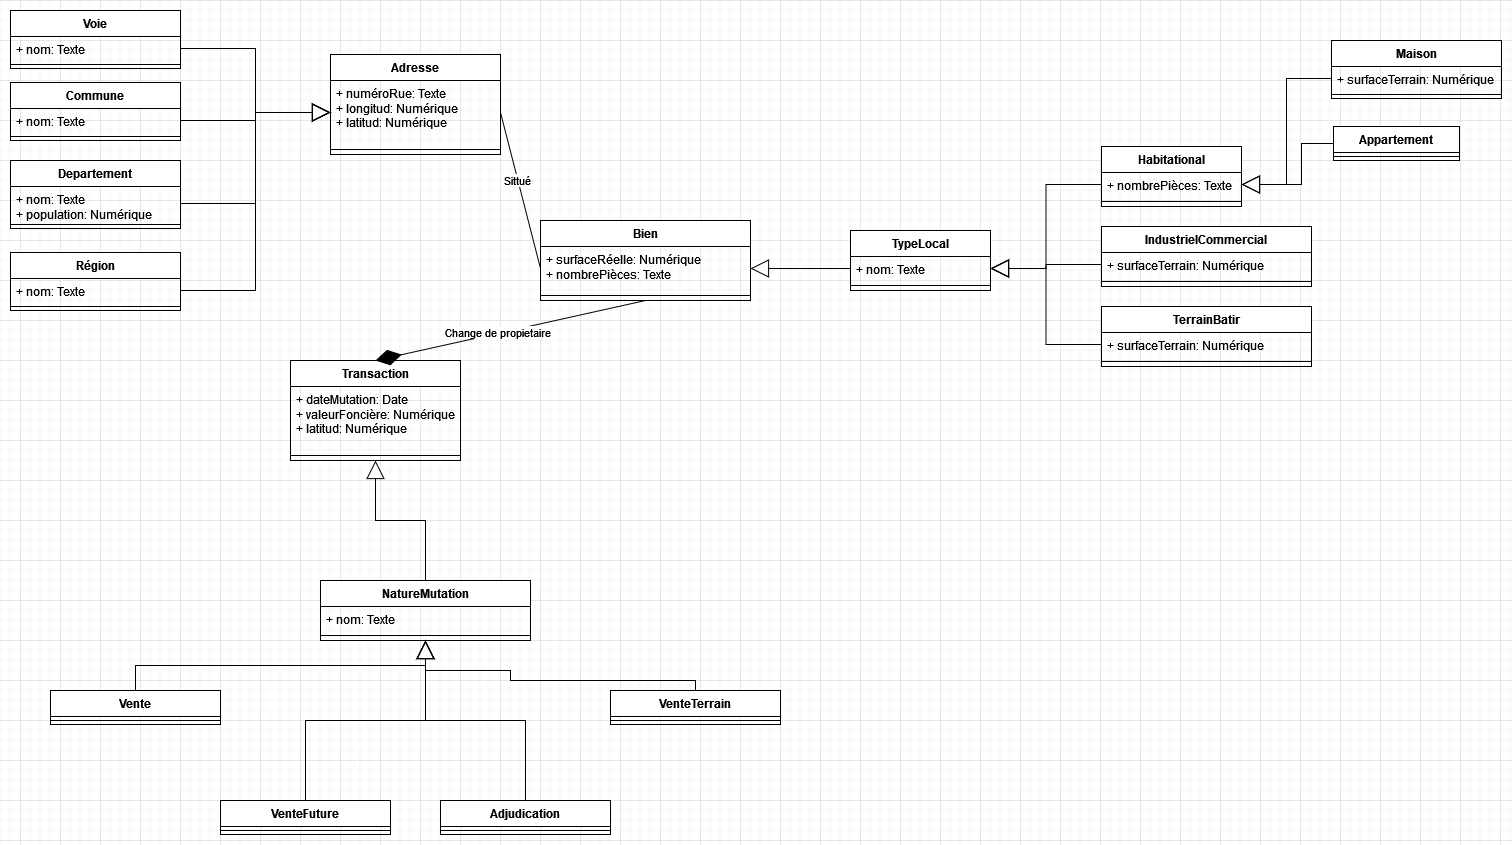 Voie
+ nom: Texte
Commune
+ nom: Texte
Departement
+ nom: Texte
+ population: Numérique
Région
+ nom: Texte
Adresse
+ numéroRue: Texte
+ longitud: Numérique
+ latitud: Numérique
Sittué
Bien
+ surfaceRéelle: Numérique
+ nombrePièces: Texte
Change de propietaire
TypeLocal
+ nom: Texte
Habitational
+ nombrePièces: Texte
Maison
+ surfaceTerrain: Numérique
Appartement
IndustrielCommercial
+ surfaceTerrain: Numérique
TerrainBatir
+ surfaceTerrain: Numérique
Transaction
+ dateMutation: Date
+ valeurFoncière: Numérique
+ latitud: Numérique
NatureMutation
+ nom: Texte
Vente
VenteTerrain
VenteFuture
Adjudication